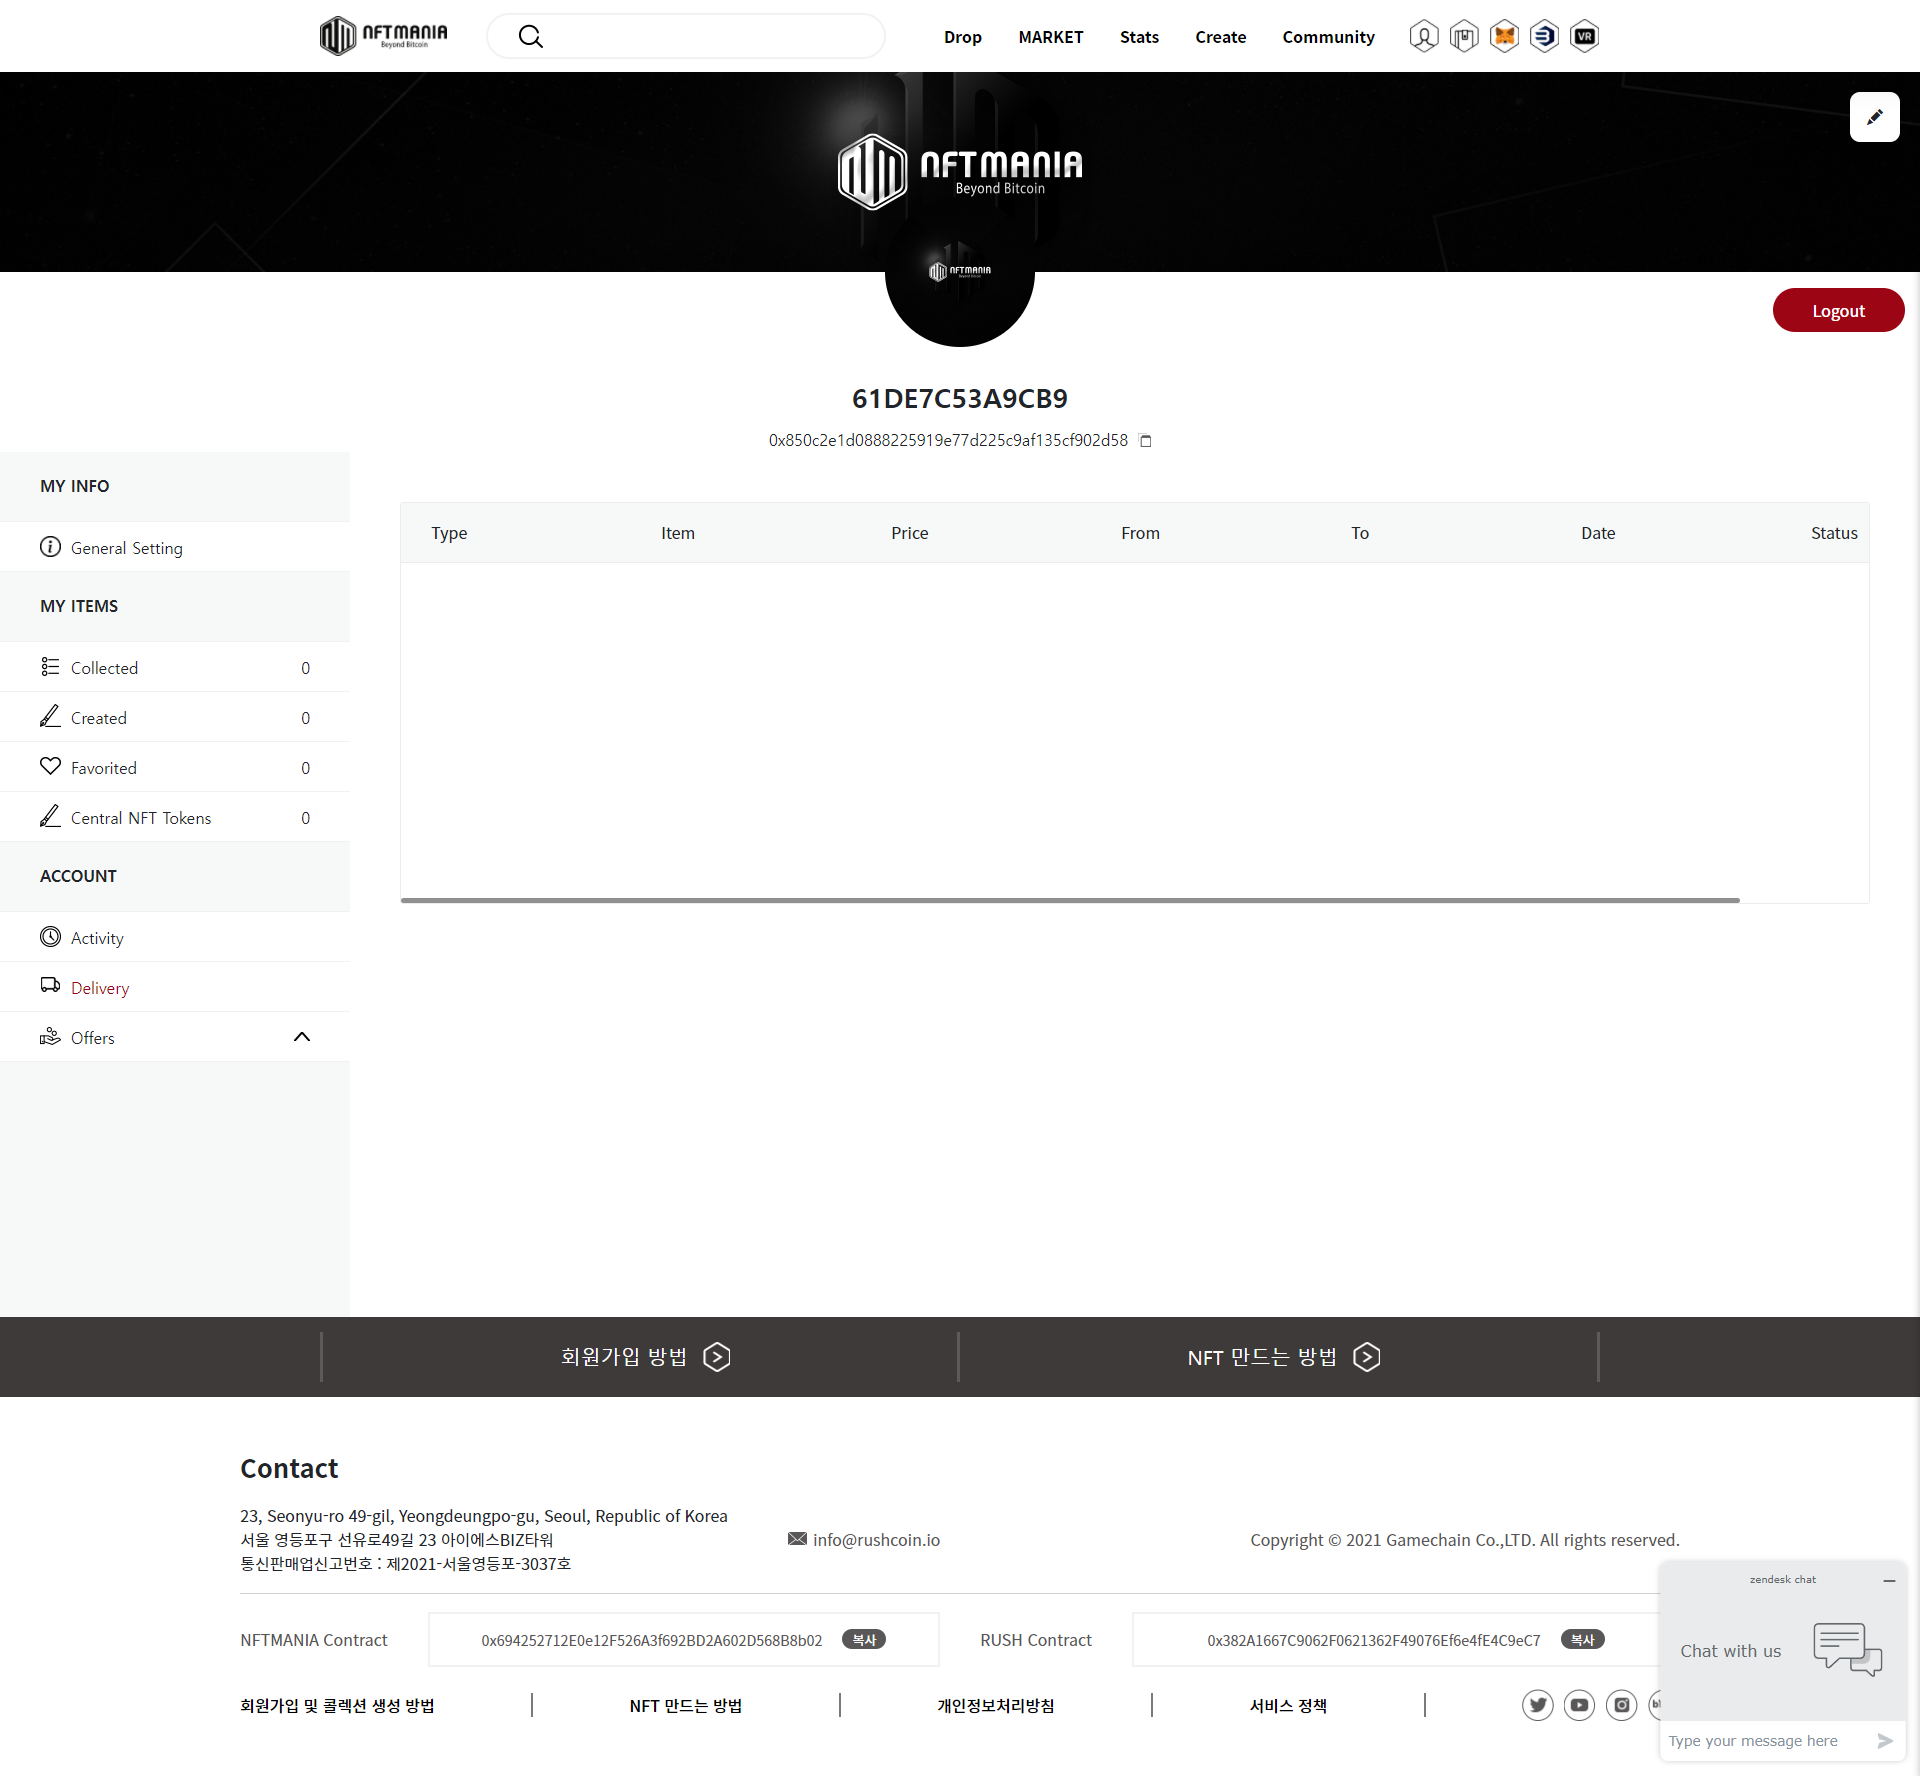 NFTMANIA
Beyond Bitcoin
Drop
MARKET
Stats
Create
Community
VR
NFTMANIA
Beyond Bitcoin
NFTMANIA
Logout
61DE7C53A9CB9
0x850c2e1d0888225919e77d225c9af135cf902d58
MY INFO
General Setting
MY ITEMS
Collected 0
Created 0
Favorited 0
Central NFT Tokens 0
ACCOUNT
Activity
Delivery
Offers
Type Item Price From To Date Status
회원가입 방법
NFT 만드는 방법
Contact
23, Seonyu-ro 49-gil, Yeongdeungpo-gu, Seoul, Republic of Korea
서울 영등포구 선유로49길 23 아이에스BIZ타워
통신판매업신고번호 : 제2021-서울영등포-3037호
info@rushcoin.io
Copyright © 2021 Gamechain Co.,LTD. All rights reserved.
NFTMANIA Contract
0x694252712E0e12F526A3f692BD2A602D568B8b02 복사
RUSH Contract
0x382A1667C9062F0621362F49076Ef6e4fE4C9eC7 복사
회원가입 및 콜렉션 생성 방법
NFT 만드는 방법
개인정보처리방침
서비스 정책
zendesk chat
Chat with us
Type your message here